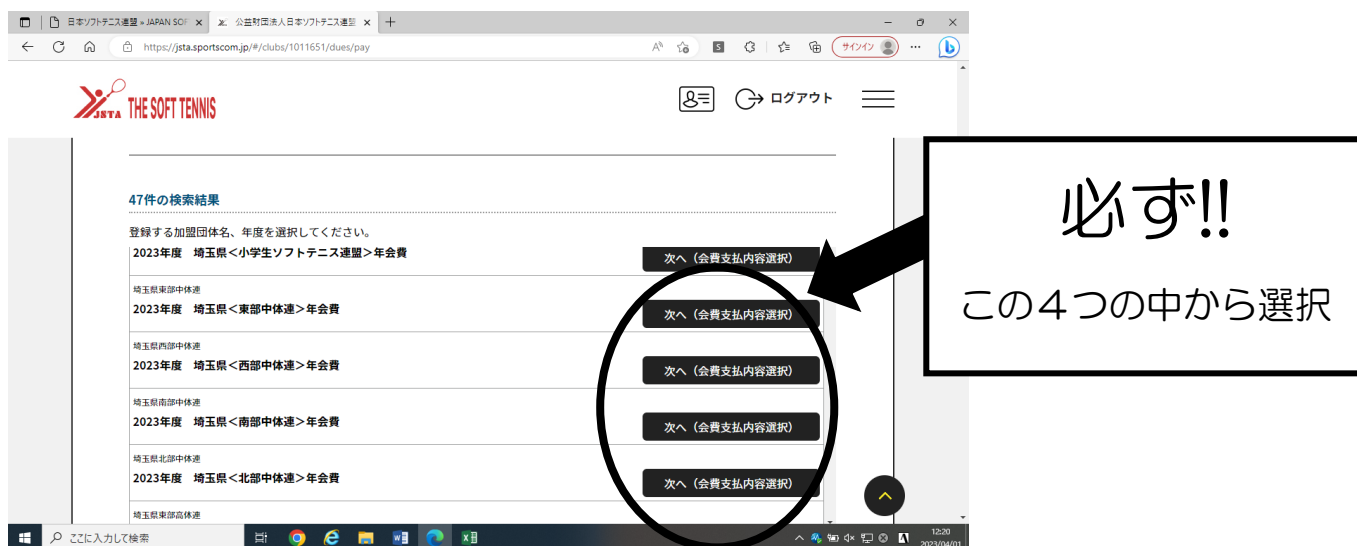 日本ソフトテニス連盟 » JAPAN SOF
公益財団法人日本ソフトテニス連盟
https://jsta.sportscom.jp/#/clubs/1011651/dues/pay
サインイン
JSTA THE SOFT TENNIS
ログアウト
47件の検索結果
登録する加盟団体名、年度を選択してください。
2023年度 埼玉県<小学生ソフトテニス連盟>年会費
次へ（会費支払内容選択）
埼玉県東部中体連
2023年度 埼玉県<東部中体連>年会費
次へ（会費支払内容選択）
埼玉県西部中体連
2023年度 埼玉県<西部中体連>年会費
次へ（会費支払内容選択）
埼玉県南部中体連
2023年度 埼玉県<南部中体連>年会費
次へ（会費支払内容選択）
埼玉県北部中体連
2023年度 埼玉県<北部中体連>年会費
次へ（会費支払内容選択）
埼玉県東部高体連
必ず!!
この４つの中から選択
ここに入力して検索
12:20
2023/04/01